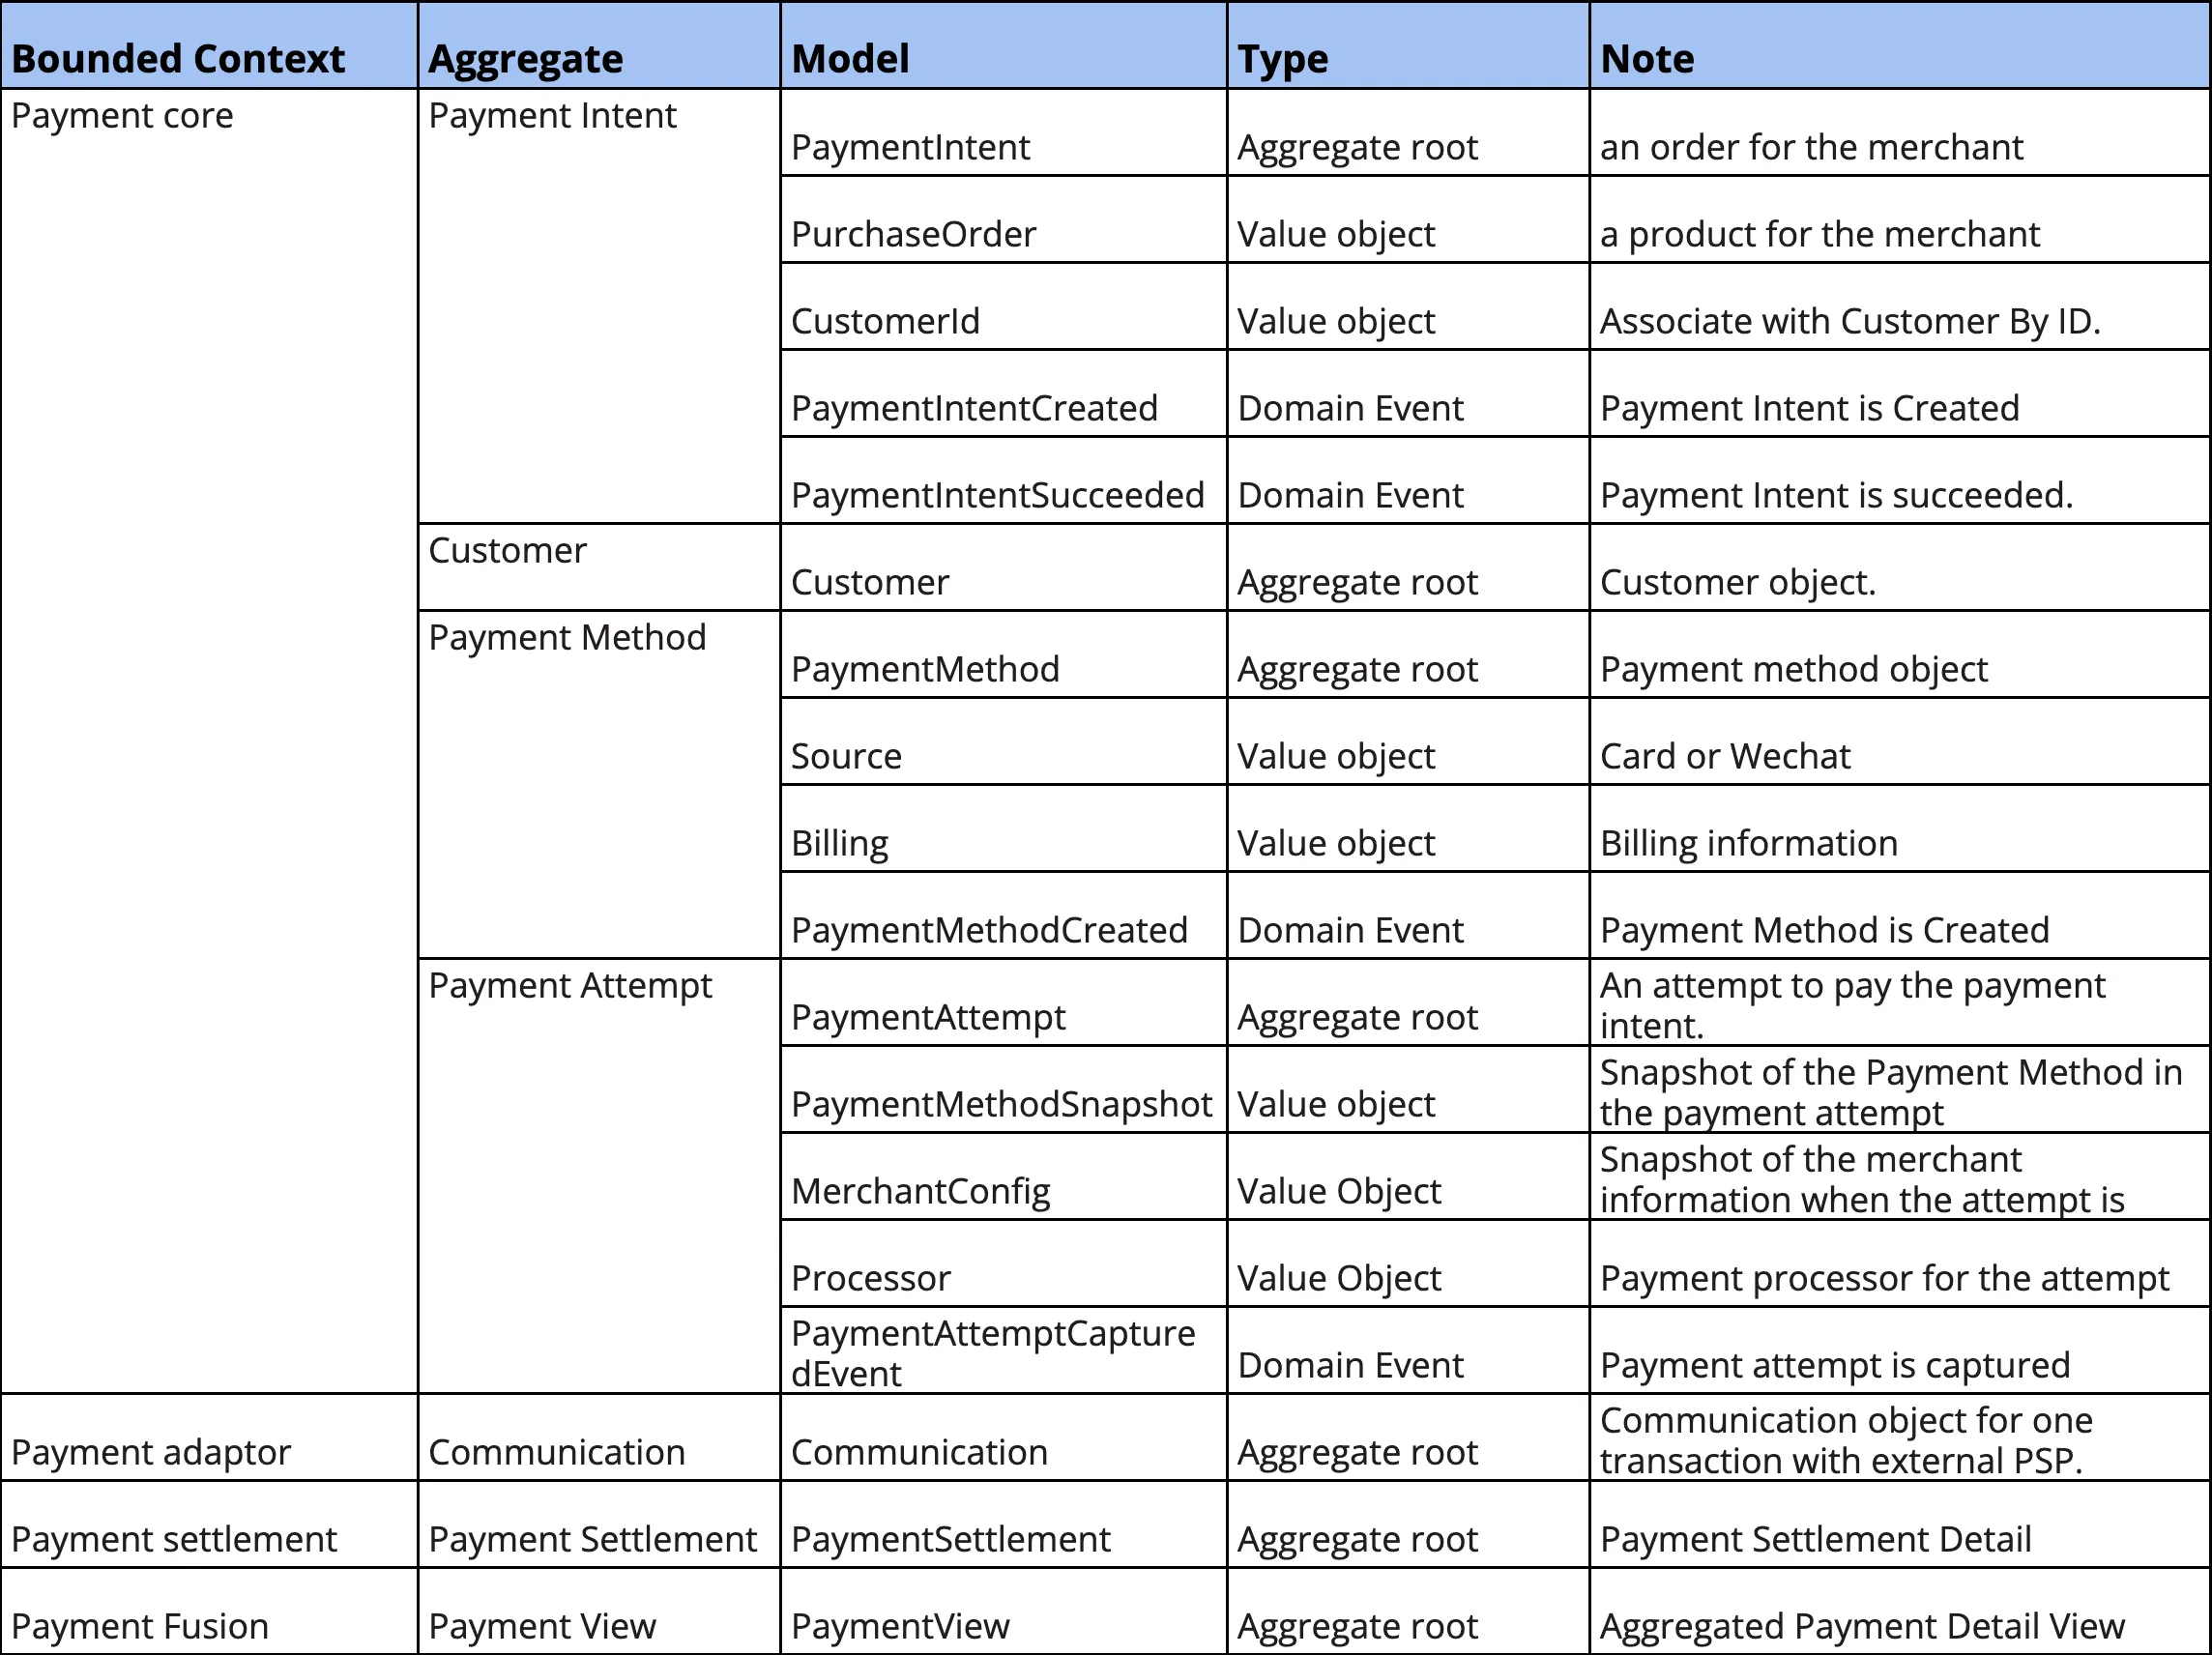 Bounded Context Aggregate Model Type Note
Payment core Payment Intent PaymentIntent Aggregate root an order for the merchant
PurchaseOrder Value object a product for the merchant
CustomerId Value object Associate with Customer By ID.
PaymentIntentCreated Domain Event Payment Intent is Created
PaymentIntentSucceeded Domain Event Payment Intent is succeeded.
Customer Customer Aggregate root Customer object.
Payment Method PaymentMethod Aggregate root Payment method object
Source Value object Card or Wechat
Billing Value object Billing information
PaymentMethodCreated Domain Event Payment Method is Created
Payment Attempt PaymentAttempt Aggregate root An attempt to pay the payment
intent.
PaymentMethodSnapshot Value object Snapshot of the Payment Method in
the payment attempt
MerchantConfig Value Object Snapshot of the merchant
information when the attempt is
Processor Value Object Payment processor for the attempt
PaymentAttemptCapture
dEvent Domain Event Payment attempt is captured
Payment adaptor Communication Communication Aggregate root Communication object for one
transaction with external PSP.
Payment settlement Payment Settlement PaymentSettlement Aggregate root Payment Settlement Detail
Payment Fusion Payment View PaymentView Aggregate root Aggregated Payment Detail View